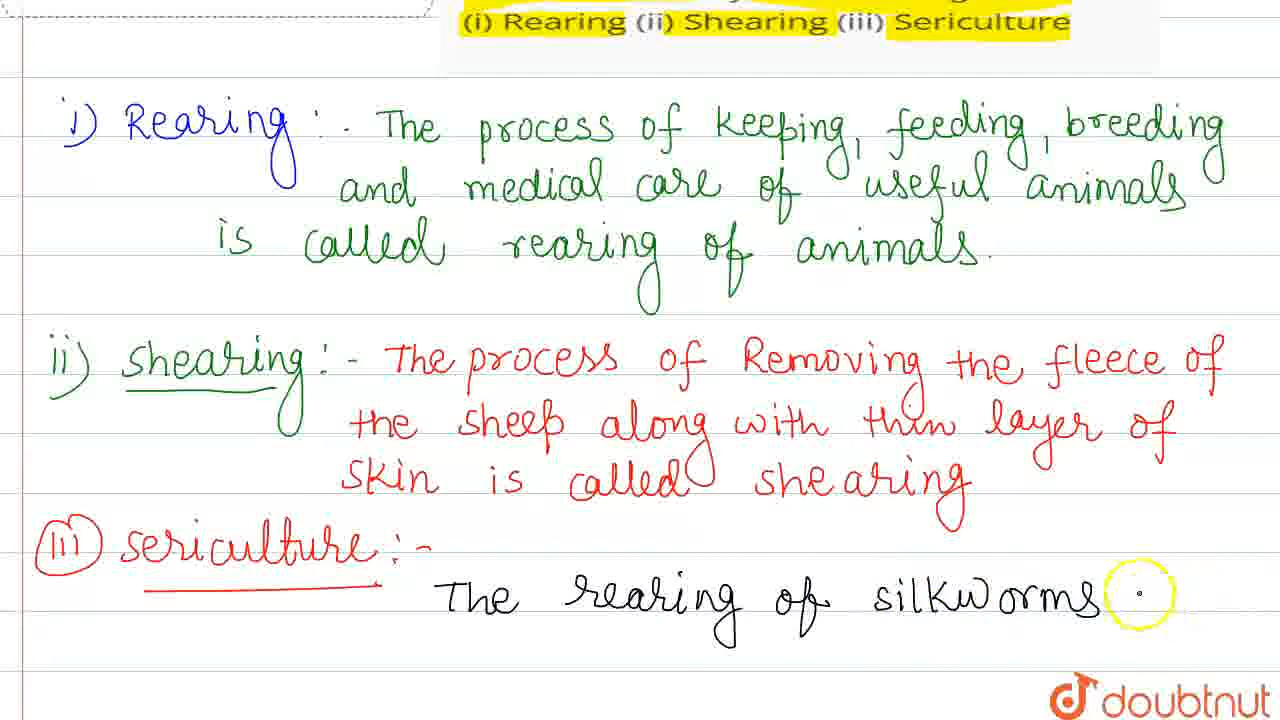 (i) Rearing (ii) Shearing (iii) Sericulture
i) Rearing :- The process of keeping, feeding, breeding
and medical care of useful animals
is called rearing of animals.
ii) shearing :- The process of Removing the fleece of
the sheep along with thin layer of
skin is called shearing
(iii) sericulture :-
The rearing of silkworms
doubtnut